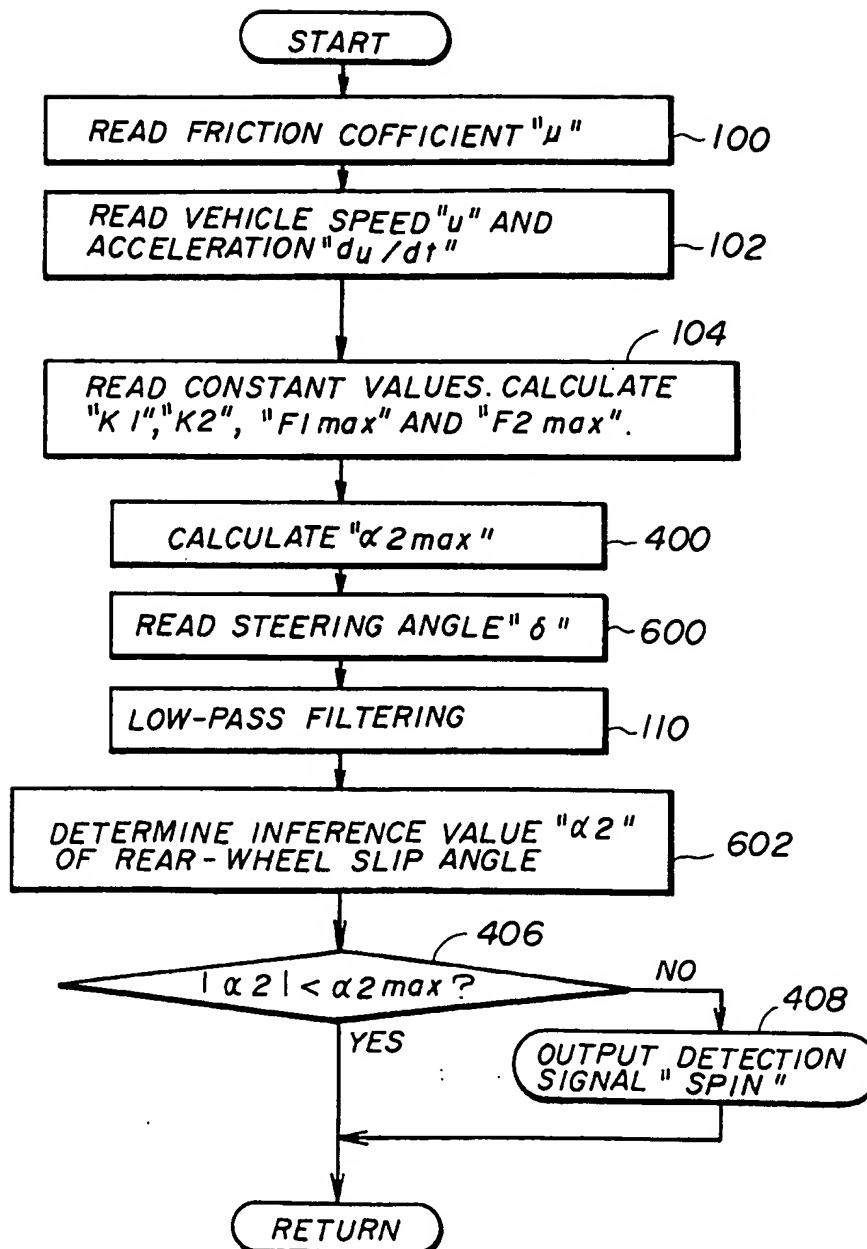 START
READ FRICTION COFFICIENT "μ"
100
READ VEHICLE SPEED "u" AND
ACCELERATION "du/dt"
102
104
READ CONSTANT VALUES. CALCULATE
"K1", "K2", "F1max" AND "F2max".
CALCULATE "α2max"
400
READ STEERING ANGLE "δ"
600
LOW-PASS FILTERING
110
DETERMINE INFERENCE VALUE "α2"
OF REAR-WHEEL SLIP ANGLE
602
406
|α2| < α2max?
NO
YES
408
OUTPUT DETECTION
SIGNAL "SPIN"
RETURN